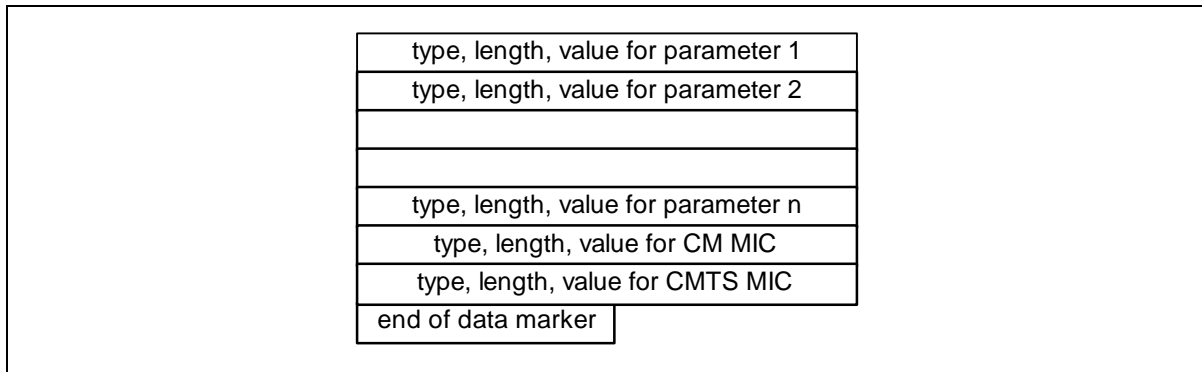 type, length, value for parameter 1
type, length, value for parameter 2
type, length, value for parameter n
type, length, value for CM MIC
type, length, value for CMTS MIC
end of data marker